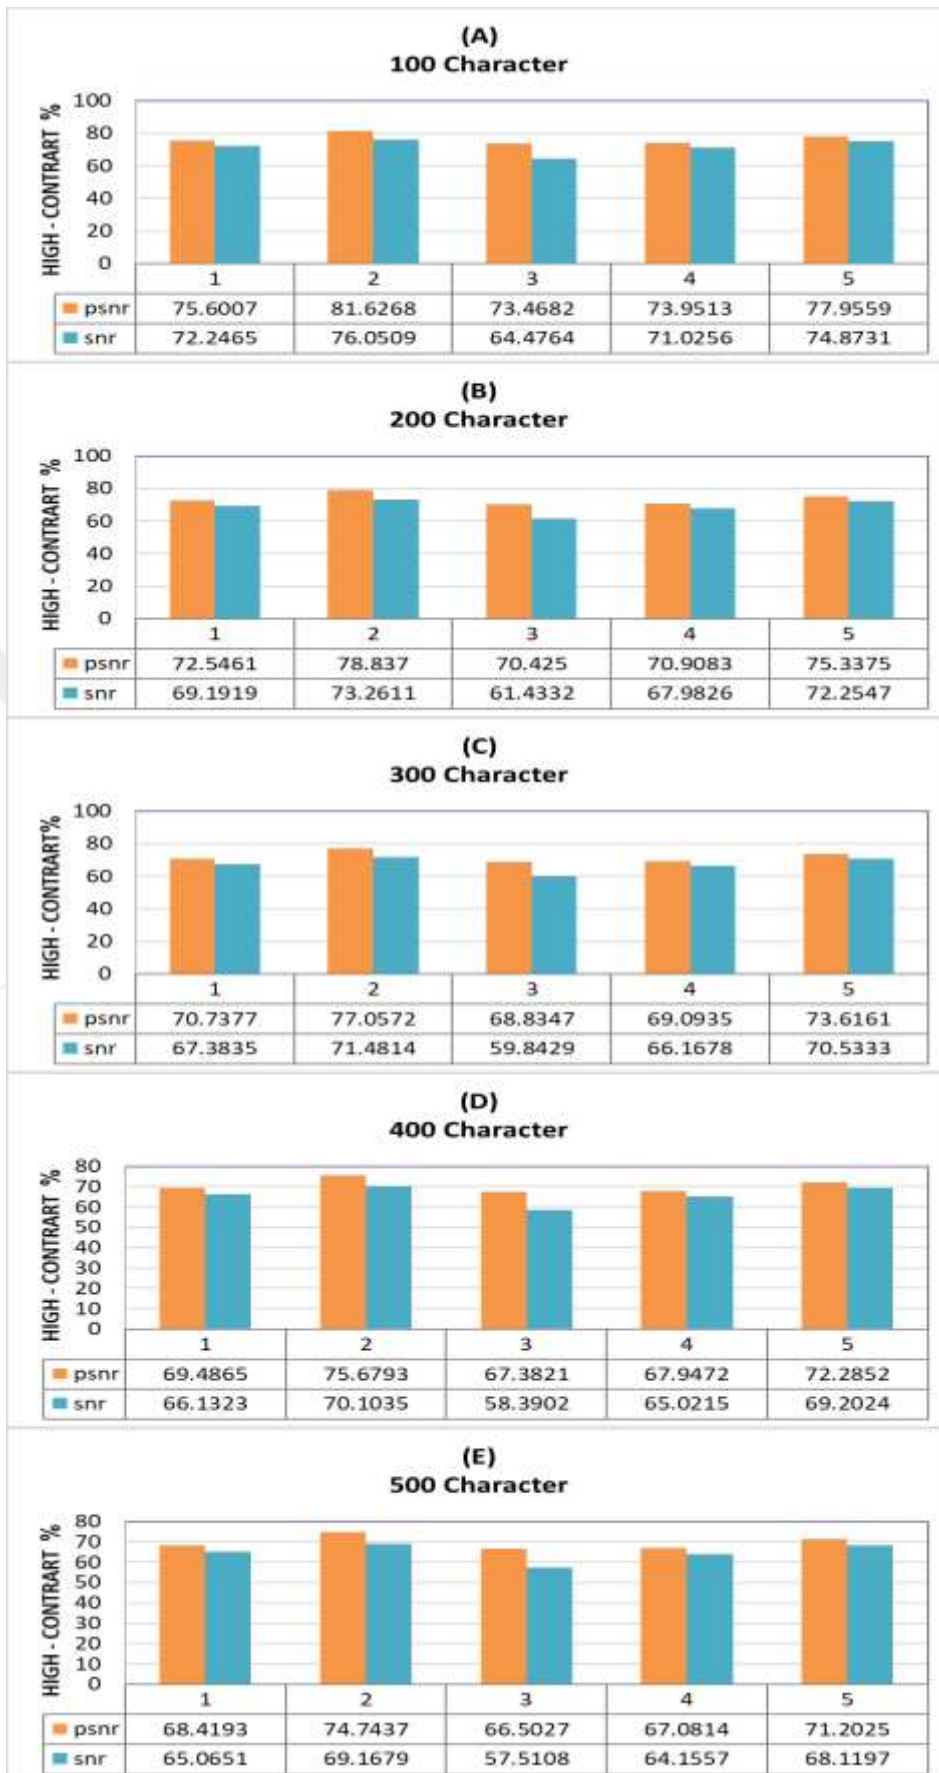 (A)
100 Character
HIGH - CONTRART %
100
80
60
40
20
0
1 2 3 4 5
psnr 75.6007 81.6268 73.4682 73.9513 77.9559
snr 72.2465 76.0509 64.4764 71.0256 74.8731
(B)
200 Character
HIGH - CONTRART %
100
80
60
40
20
0
1 2 3 4 5
psnr 72.5461 78.837 70.425 70.9083 75.3375
snr 69.1919 73.2611 61.4332 67.9826 72.2547
(C)
300 Character
HIGH - CONTRART%
100
80
60
40
20
0
1 2 3 4 5
psnr 70.7377 77.0572 68.8347 69.0935 73.6161
snr 67.3835 71.4814 59.8429 66.1678 70.5333
(D)
400 Character
HIGH - CONTRART %
80
70
60
50
40
30
20
10
0
1 2 3 4 5
psnr 69.4865 75.6793 67.3821 67.9472 72.2852
snr 66.1323 70.1035 58.3902 65.0215 69.2024
(E)
500 Character
HIGH - CONTRART %
80
70
60
50
40
30
20
10
0
1 2 3 4 5
psnr 68.4193 74.7437 66.5027 67.0814 71.2025
snr 65.0651 69.1679 57.5108 64.1557 68.1197